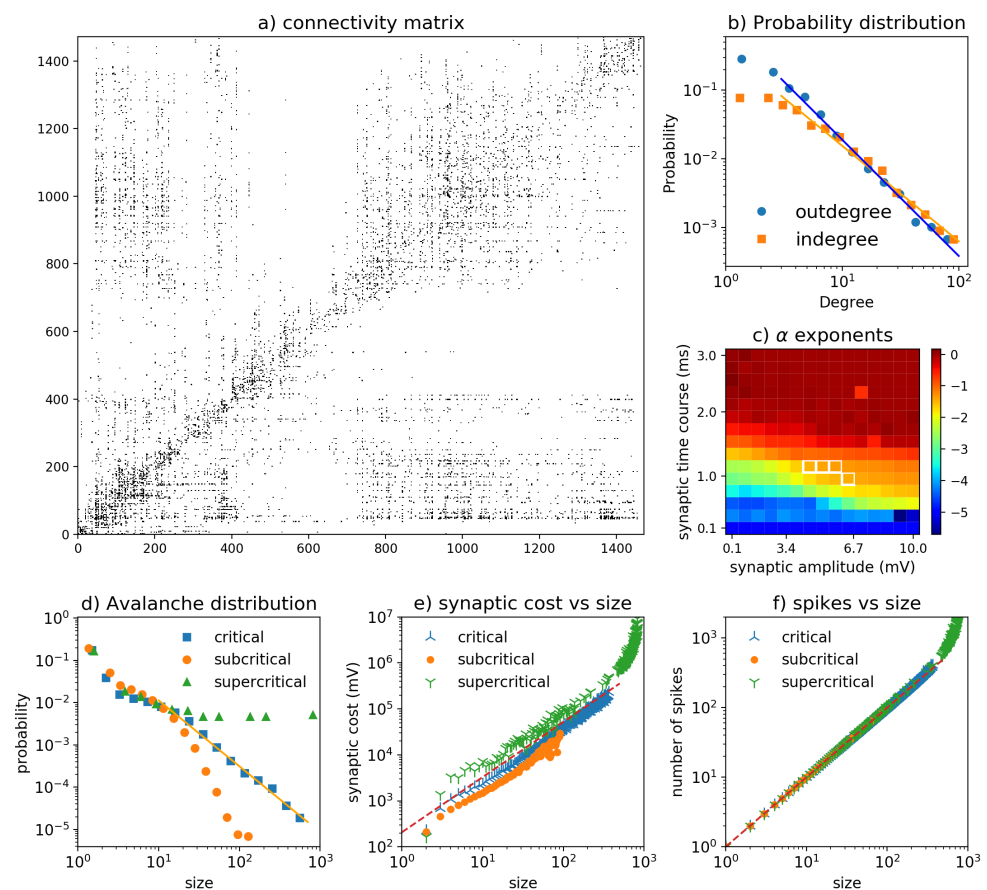 a) connectivity matrix
1400
1200
1000
800
600
400
200
0
0 200 400 600 800 1000 1200 1400
b) Probability distribution
Probability
10⁻¹
10⁻²
10⁻³
outdegree
indegree
10⁰ 10¹ 10²
Degree
c) α exponents
synaptic time course (ms)
3.0
2.0
1.0
0.1
0.1 3.4 6.7 10.0
synaptic amplitude (mV)
0
−1
−2
−3
−4
−5
d) Avalanche distribution
probability
10⁰
10⁻¹
10⁻²
10⁻³
10⁻⁴
10⁻⁵
critical
subcritical
supercritical
10⁰ 10¹ 10² 10³
size
e) synaptic cost vs size
synaptic cost (mV)
10⁷
10⁶
10⁵
10⁴
10³
10²
critical
subcritical
supercritical
10⁰ 10¹ 10² 10³
size
f) spikes vs size
number of spikes
10³
10²
10¹
10⁰
critical
subcritical
supercritical
10⁰ 10¹ 10² 10³
size